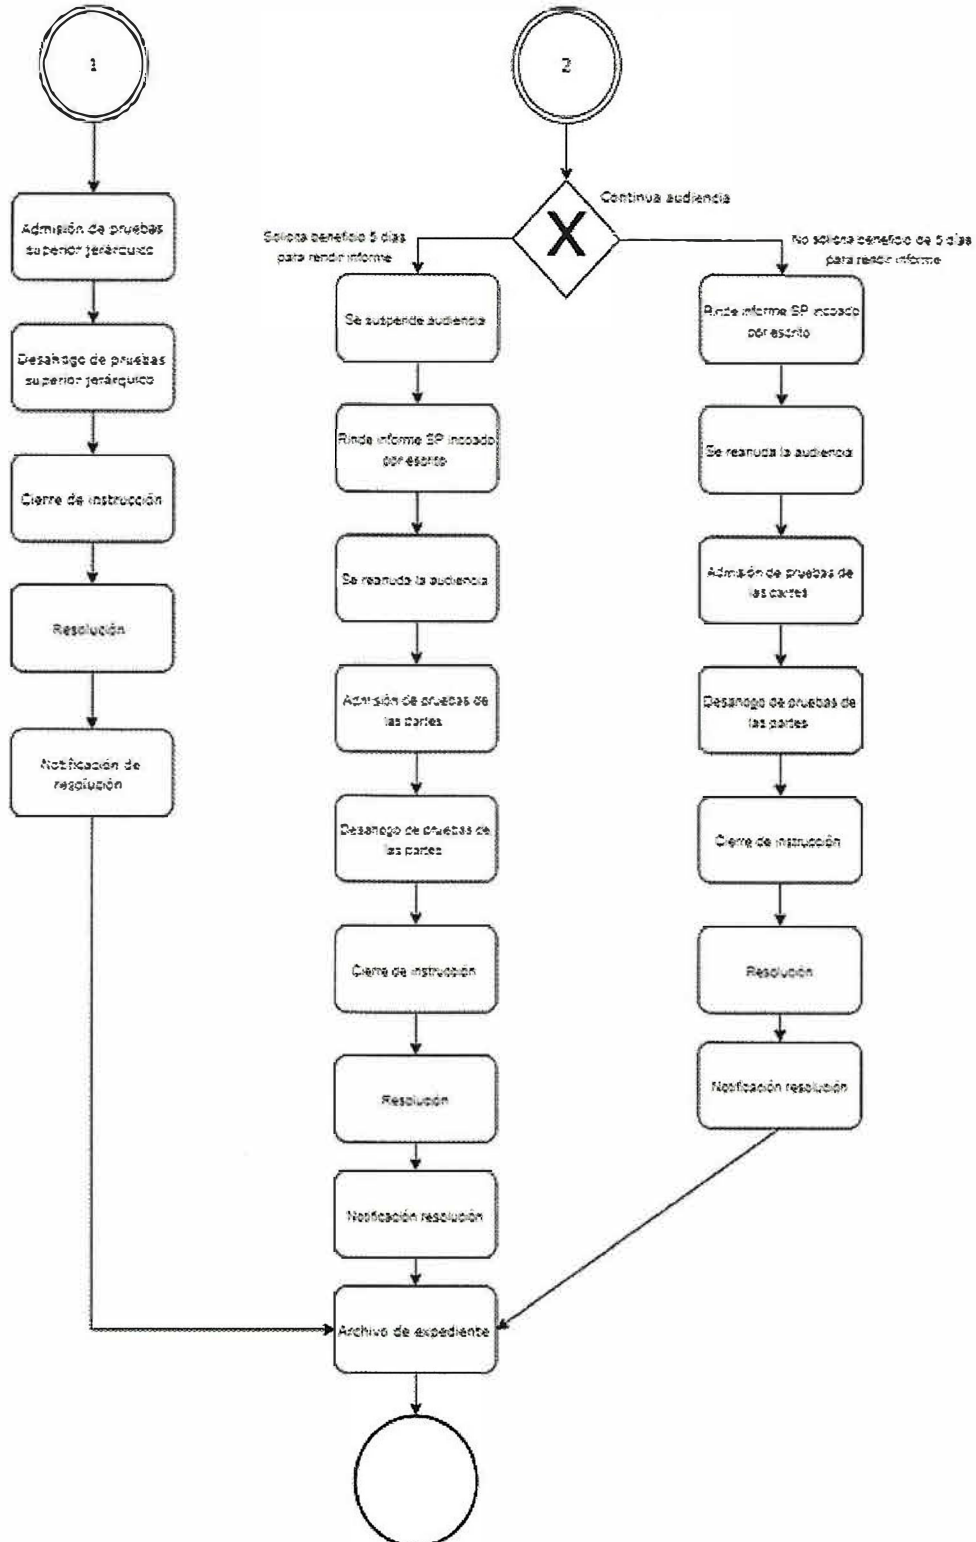 1
Admisión de pruebas
superior jerárquico
Desahogo de pruebas
superior jerárquico
Cierre de instrucción
Resolución
Notificación de
resolución
2
Continua audiencia
X
Solicita beneficio 5 días
para rendir informe
Se suspende audiencia
Rinde informe SP incoado
por escrito
Se reanuda la audiencia
Admisión de pruebas de
las partes
Desahogo de pruebas de
las partes
Cierre de instrucción
Resolución
Notificación resolución
Archivo de expediente
No solicita beneficio de 5 días
para rendir informe
Rinde informe SP incoado
por escrito
Se reanuda la audiencia
Admisión de pruebas de
las partes
Desahogo de pruebas de
las partes
Cierre de instrucción
Resolución
Notificación resolución